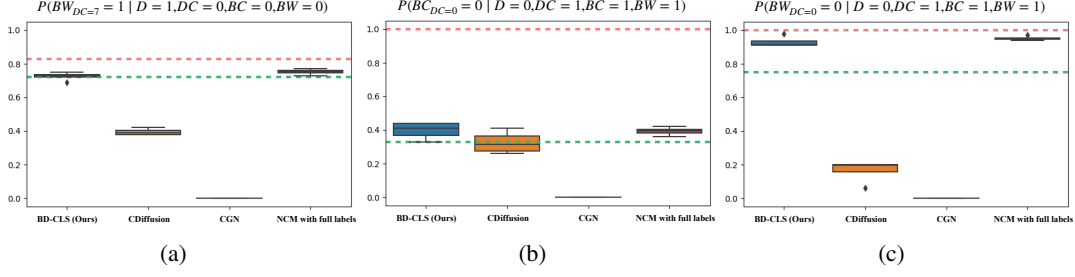 P(BW_{DC=7} = 1 | D = 1, DC = 0, BC = 0, BW = 0)
1.0
0.8
0.6
0.4
0.2
0.0
BD-CLS (Ours) CDiffusion CGN NCM with full labels
(a)
P(BC_{DC=0} = 0 | D = 0, DC = 1, BC = 1, BW = 1)
1.0
0.8
0.6
0.4
0.2
0.0
BD-CLS (Ours) CDiffusion CGN NCM with full labels
(b)
P(BW_{DC=0} = 0 | D = 0, DC = 1, BC = 1, BW = 1)
1.0
0.8
0.6
0.4
0.2
0.0
BD-CLS (Ours) CDiffusion CGN NCM with full labels
(c)